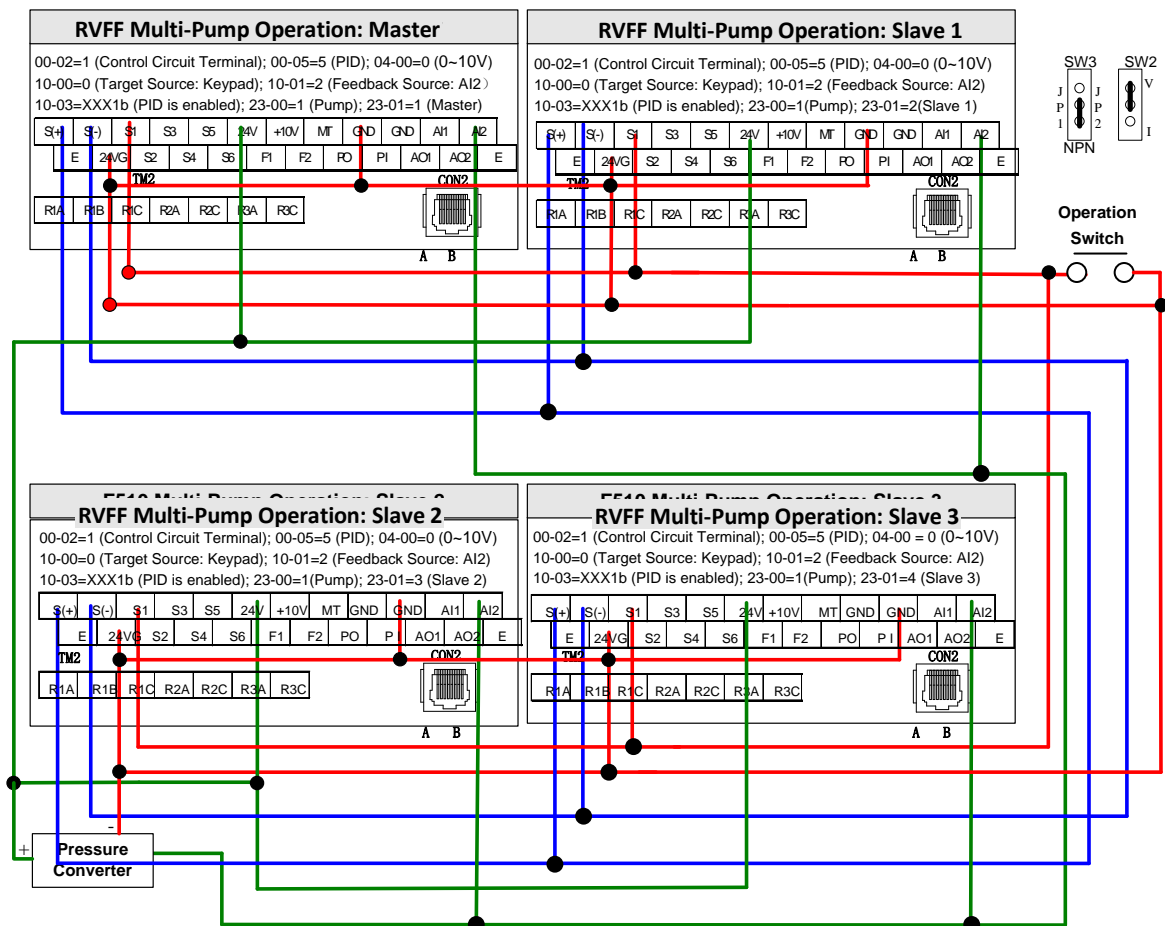 RVFF Multi-Pump Operation: Master
00-02=1 (Control Circuit Terminal); 00-05=5 (PID); 04-00=0 (0~10V)
10-00=0 (Target Source: Keypad); 10-01=2 (Feedback Source: AI2）
10-03=XXX1b (PID is enabled); 23-00=1 (Pump); 23-01=1 (Master)
S(+) S(-) S1 S3 S5 24V +10V MT GND GND AI1 AI2
E 24VG S2 S4 S6 F1 F2 PO PI AO1 AO2 E
TM2 CON2
R1A R1B R1C R2A R2C R3A R3C
A B
RVFF Multi-Pump Operation: Slave 1
00-02=1 (Control Circuit Terminal); 00-05=5 (PID); 04-00=0 (0~10V)
10-00=0 (Target Source: Keypad); 10-01=2 (Feedback Source: AI2)
10-03=XXX1b (PID is enabled); 23-00=1(Pump); 23-01=2(Slave 1)
S(+) S(-) S1 S3 S5 24V +10V MT GND GND AI1 AI2
E 24VG S2 S4 S6 F1 F2 PO PI AO1 AO2 E
TM2 CON2
R1A R1B R1C R2A R2C R3A R3C
A B
SW3 SW2
J J V
P P
1 2 I
NPN
Operation
Switch
E510 Multi-Pump Operation: Slave 2
RVFF Multi-Pump Operation: Slave 2
00-02=1 (Control Circuit Terminal); 00-05=5 (PID); 04-00=0 (0~10V)
10-00=0 (Target Source: Keypad); 10-01=2 (Feedback Source: AI2)
10-03=XXX1b (PID is enabled); 23-00=1(Pump); 23-01=3 (Slave 2)
S(+) S(-) S1 S3 S5 24V +10V MT GND GND AI1 AI2
E 24VG S2 S4 S6 F1 F2 PO P I AO1 AO2 E
TM2 CON2
R1A R1B R1C R2A R2C R3A R3C
A B
E510 Multi-Pump Operation: Slave 3
RVFF Multi-Pump Operation: Slave 3
00-02=1 (Control Circuit Terminal); 00-05=5 (PID); 04-00 = 0 (0~10V)
10-00=0 (Target Source: Keypad); 10-01=2 (Feedback Source: AI2)
10-03=XXX1b (PID is enabled); 23-00=1(Pump); 23-01=4 (Slave 3)
S(+) S(-) S1 S3 S5 24V +10V MT GND GND AI1 AI2
E 24VG S2 S4 S6 F1 F2 PO P I AO1 AO2 E
TM2 CON2
R1A R1B R1C R2A R2C R3A R3C
A B
-
+ Pressure
Converter